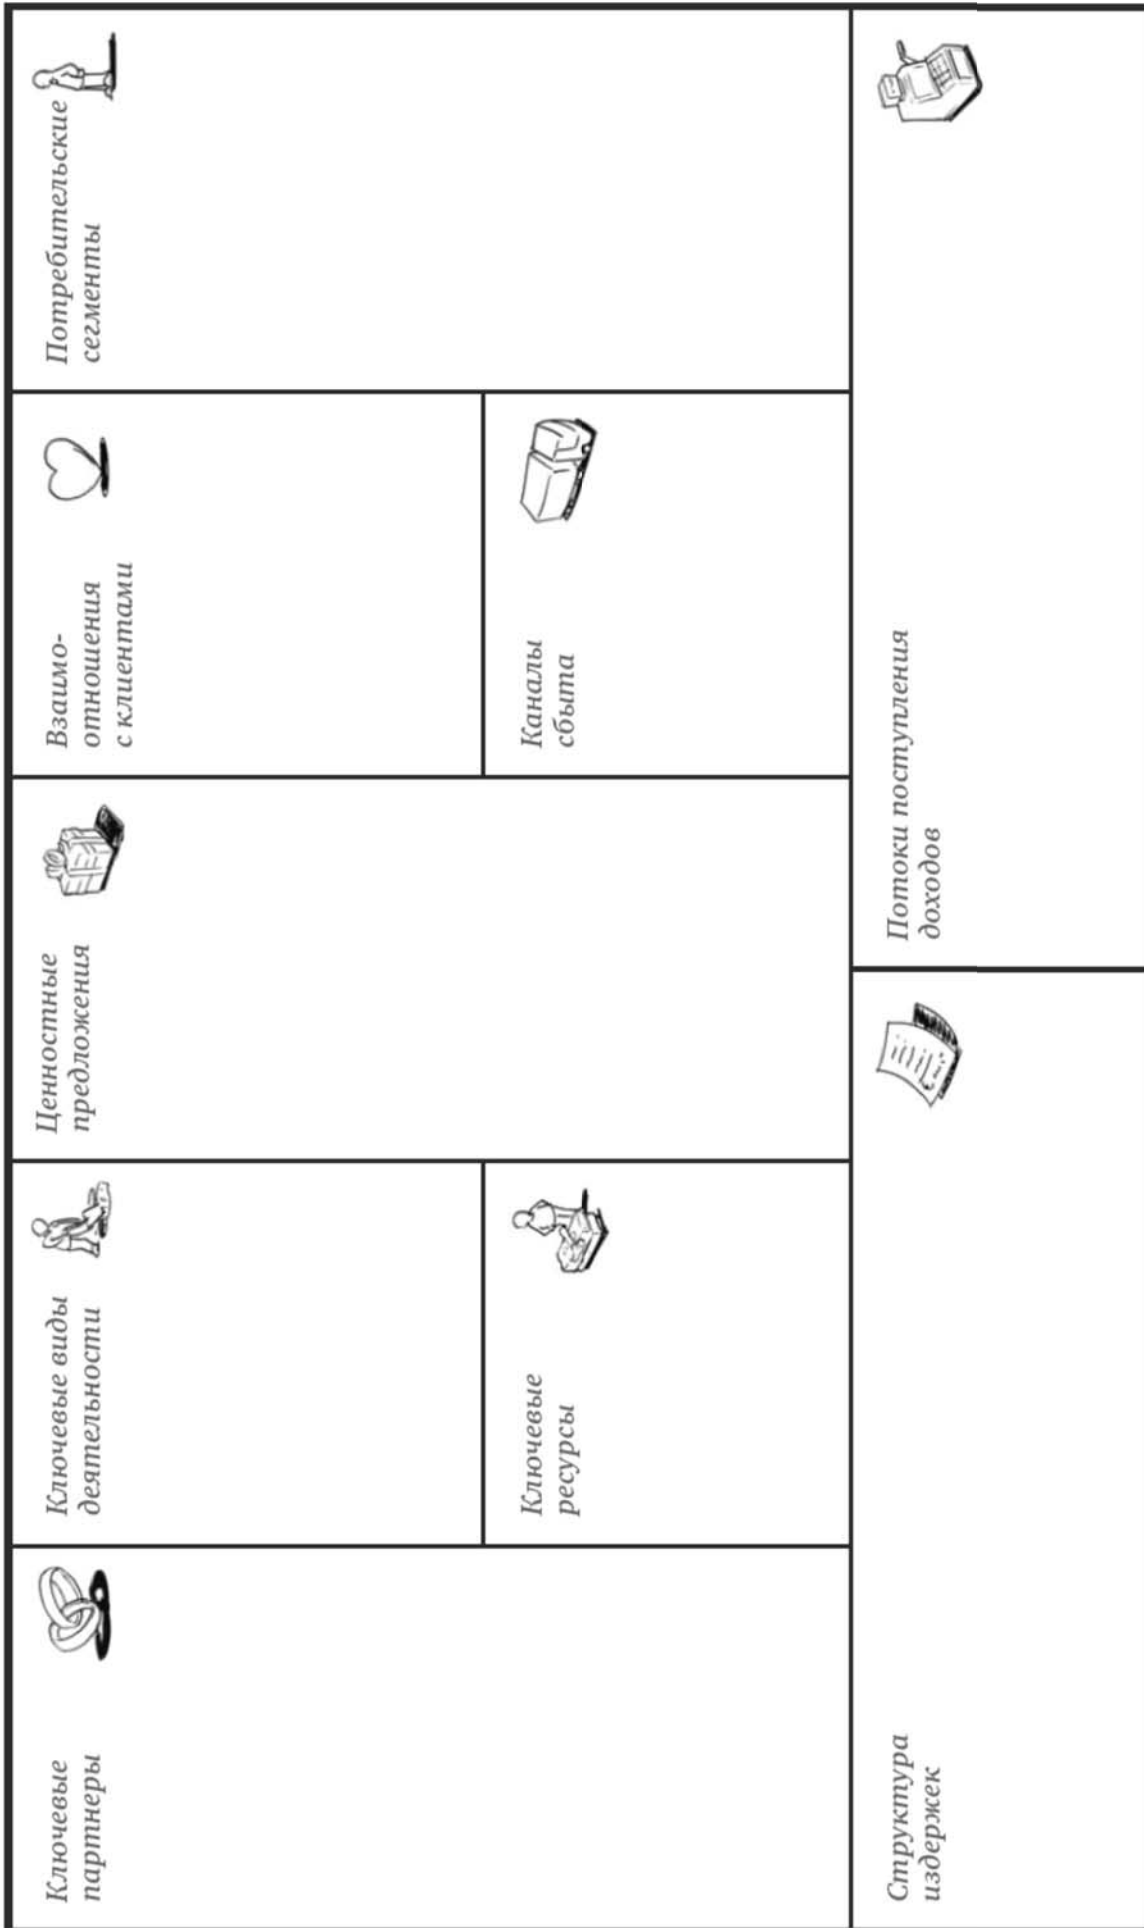 Ключевые
партнеры
Ключевые виды
деятельности
Ключевые
ресурсы
Ценностные
предложения
Взаимо-
отношения
с клиентами
Каналы
сбыта
Потребительские
сегменты
Структура
издержек
Потоки поступления
доходов